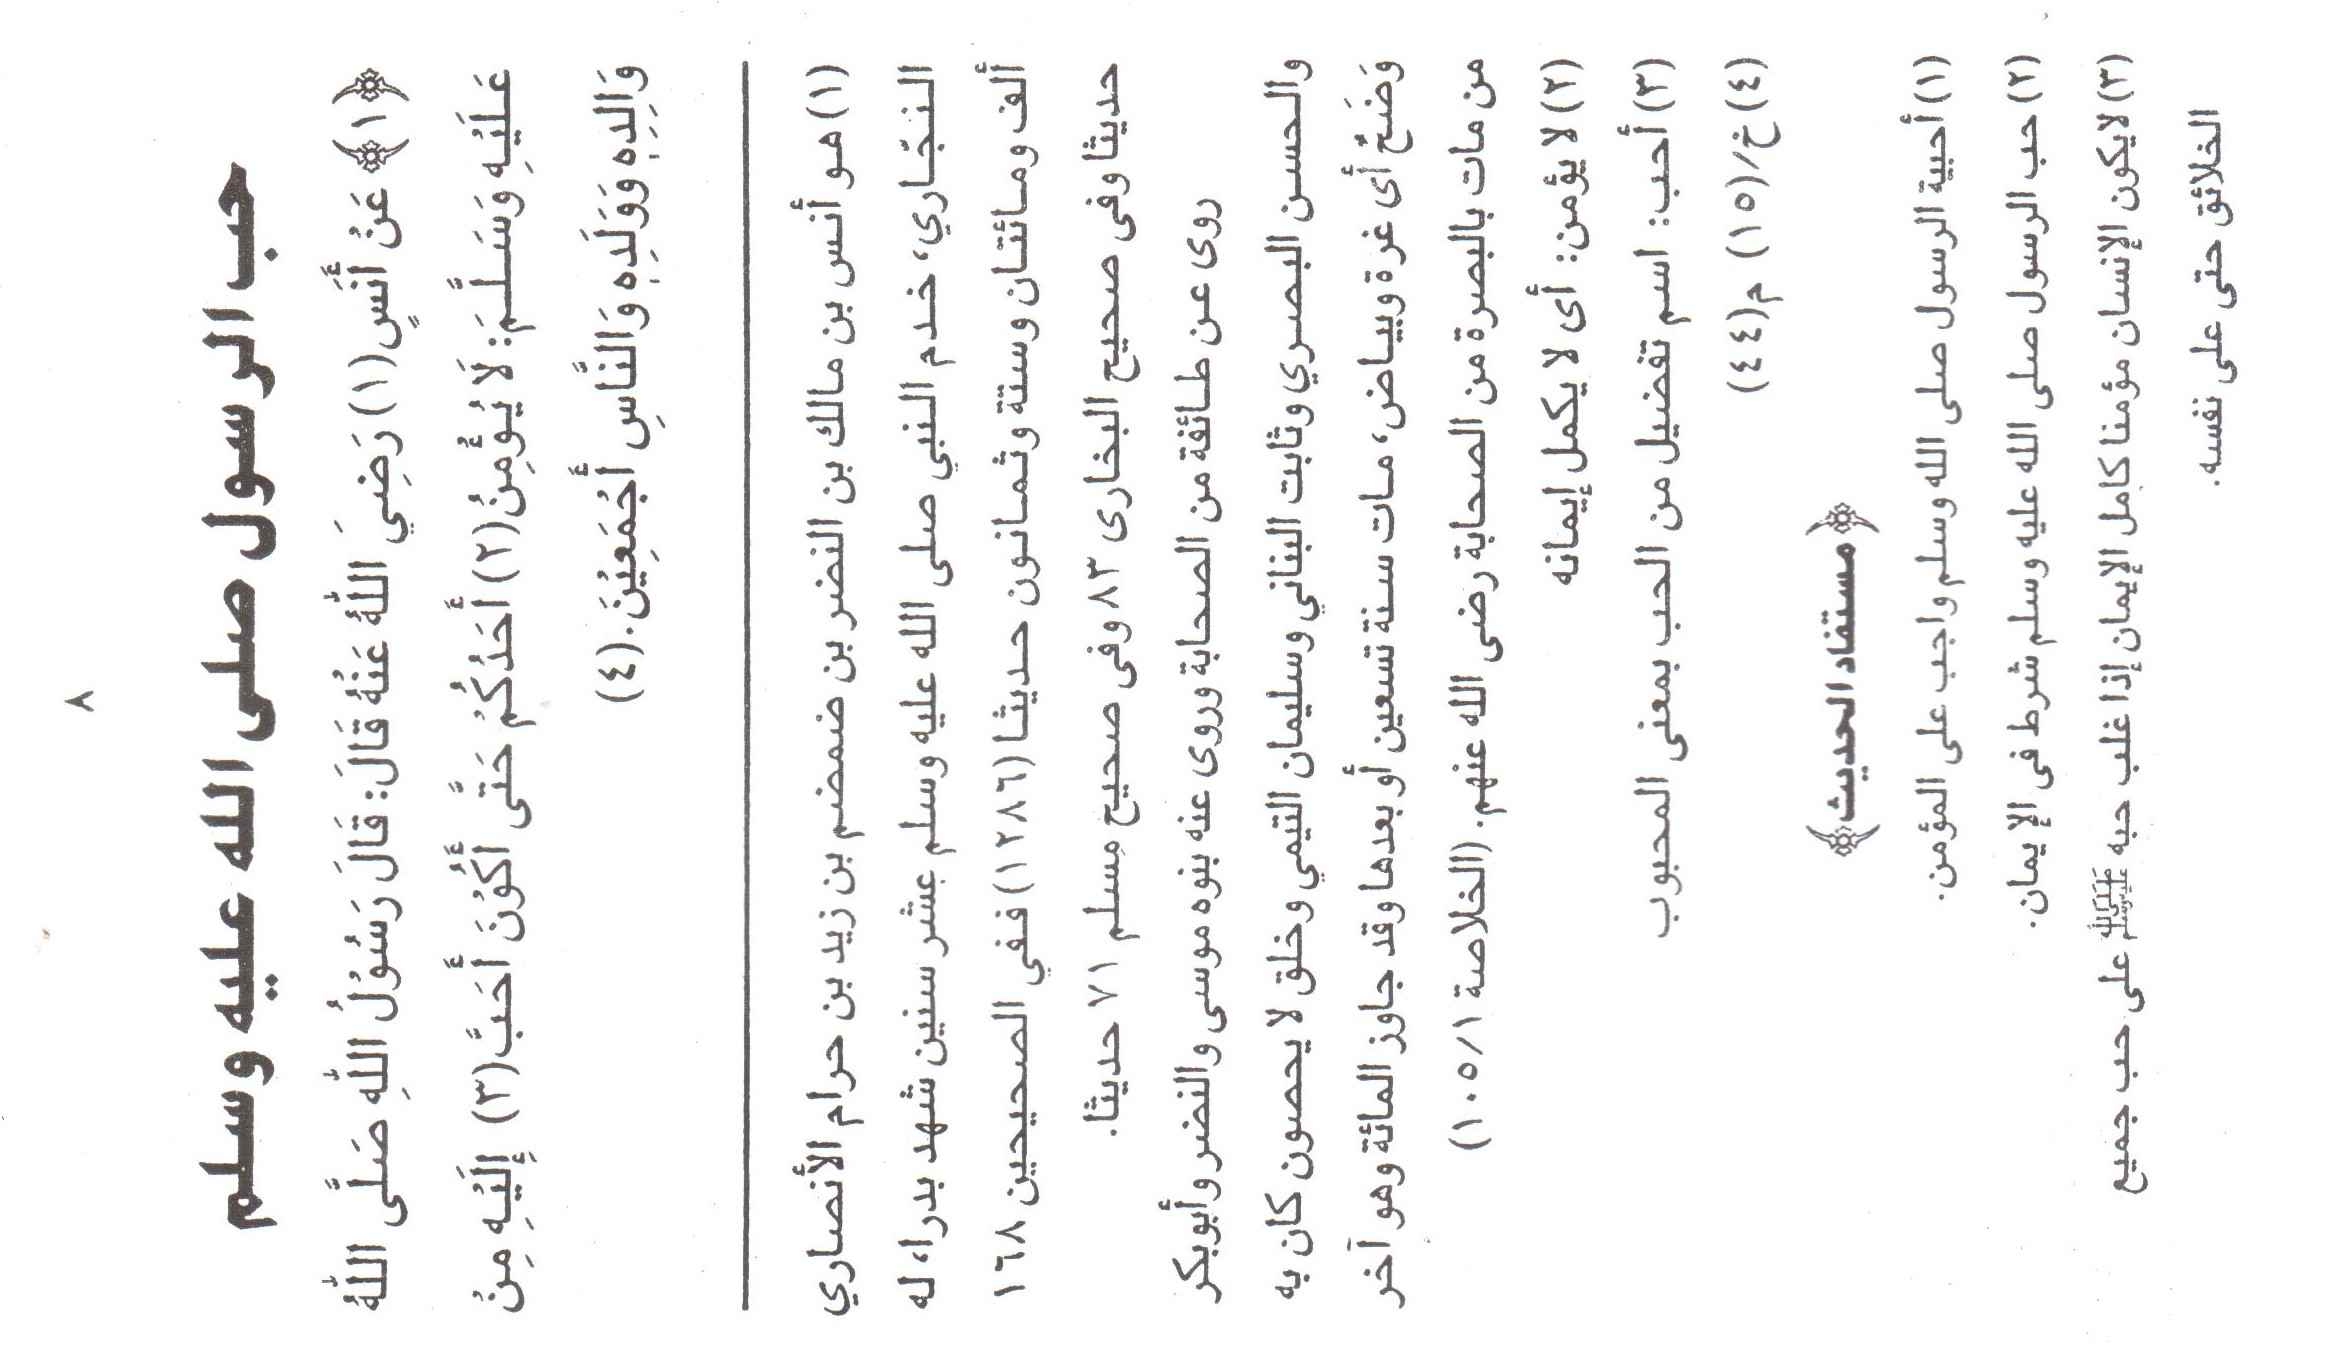 ٨
حب الرسول صلى الله عليه وسلم
﴿١﴾ عَنْ أَنَسٍ(١) رَضِيَ اللّٰهُ عَنْهُ قَالَ: قَالَ رَسُوْلُ اللّٰهِ صَلَّى اللّٰهُ
عَلَيْهِ وَسَلَّمَ: لَا يُؤْمِنُ(٢) أَحَدُكُمْ حَتَّى أَكُوْنَ أَحَبَّ(٣) إِلَيْهِ مِنْ
وَالِدِهٖ وَوَلَدِهٖ وَالنَّاسِ أَجْمَعِيْنَ.(٤)
(١) هو أنس بن مالك بن النضر بن ضمضم بن زيد بن حرام الأنصاري
النجّاري، خدم النبي صلى الله عليه وسلم عشر سنين شهد بدرا، له
ألف ومائتان وستة وثمانون حديثا (١٢٨٦) ففي الصحيحين ١٦٨
حديثا وفى صحيح البخارى ٨٣ وفى صحيح مسلم ٧١ حديثا.
روى عن طائفة من الصحابة وروى عنه بنوه موسى والنضر وأبوبكر
والحسن البصري وثابت البناني وسليمان التيمي وخلق لا يحصون كان به
وَضَحٌ أى غرة وبياض، مات سنة تسعين أو بعدها وقد جاوز المائة وهو آخر
من مات بالبصرة من الصحابة رضى الله عنهم. (الخلاصة ١/١٠٥)
(٢) لا يؤمن: أى لا يكمل إيمانه
(٣) أحب: اسم تفضيل من الحب بمعنى المحبوب
(٤) خ/(١٥) م(٤٤)
﴿مستفاد الحديث﴾
(١) أحبية الرسول صلى الله وسلم واجب على المؤمن.
(٢) حب الرسول صلى الله عليه وسلم شرط فى الإيمان.
(٣) لايكون الإنسان مؤمنا كامل الإيمان إذا غلب حبه ﷺ على حب جميع
الخلائق حتى على نفسه.